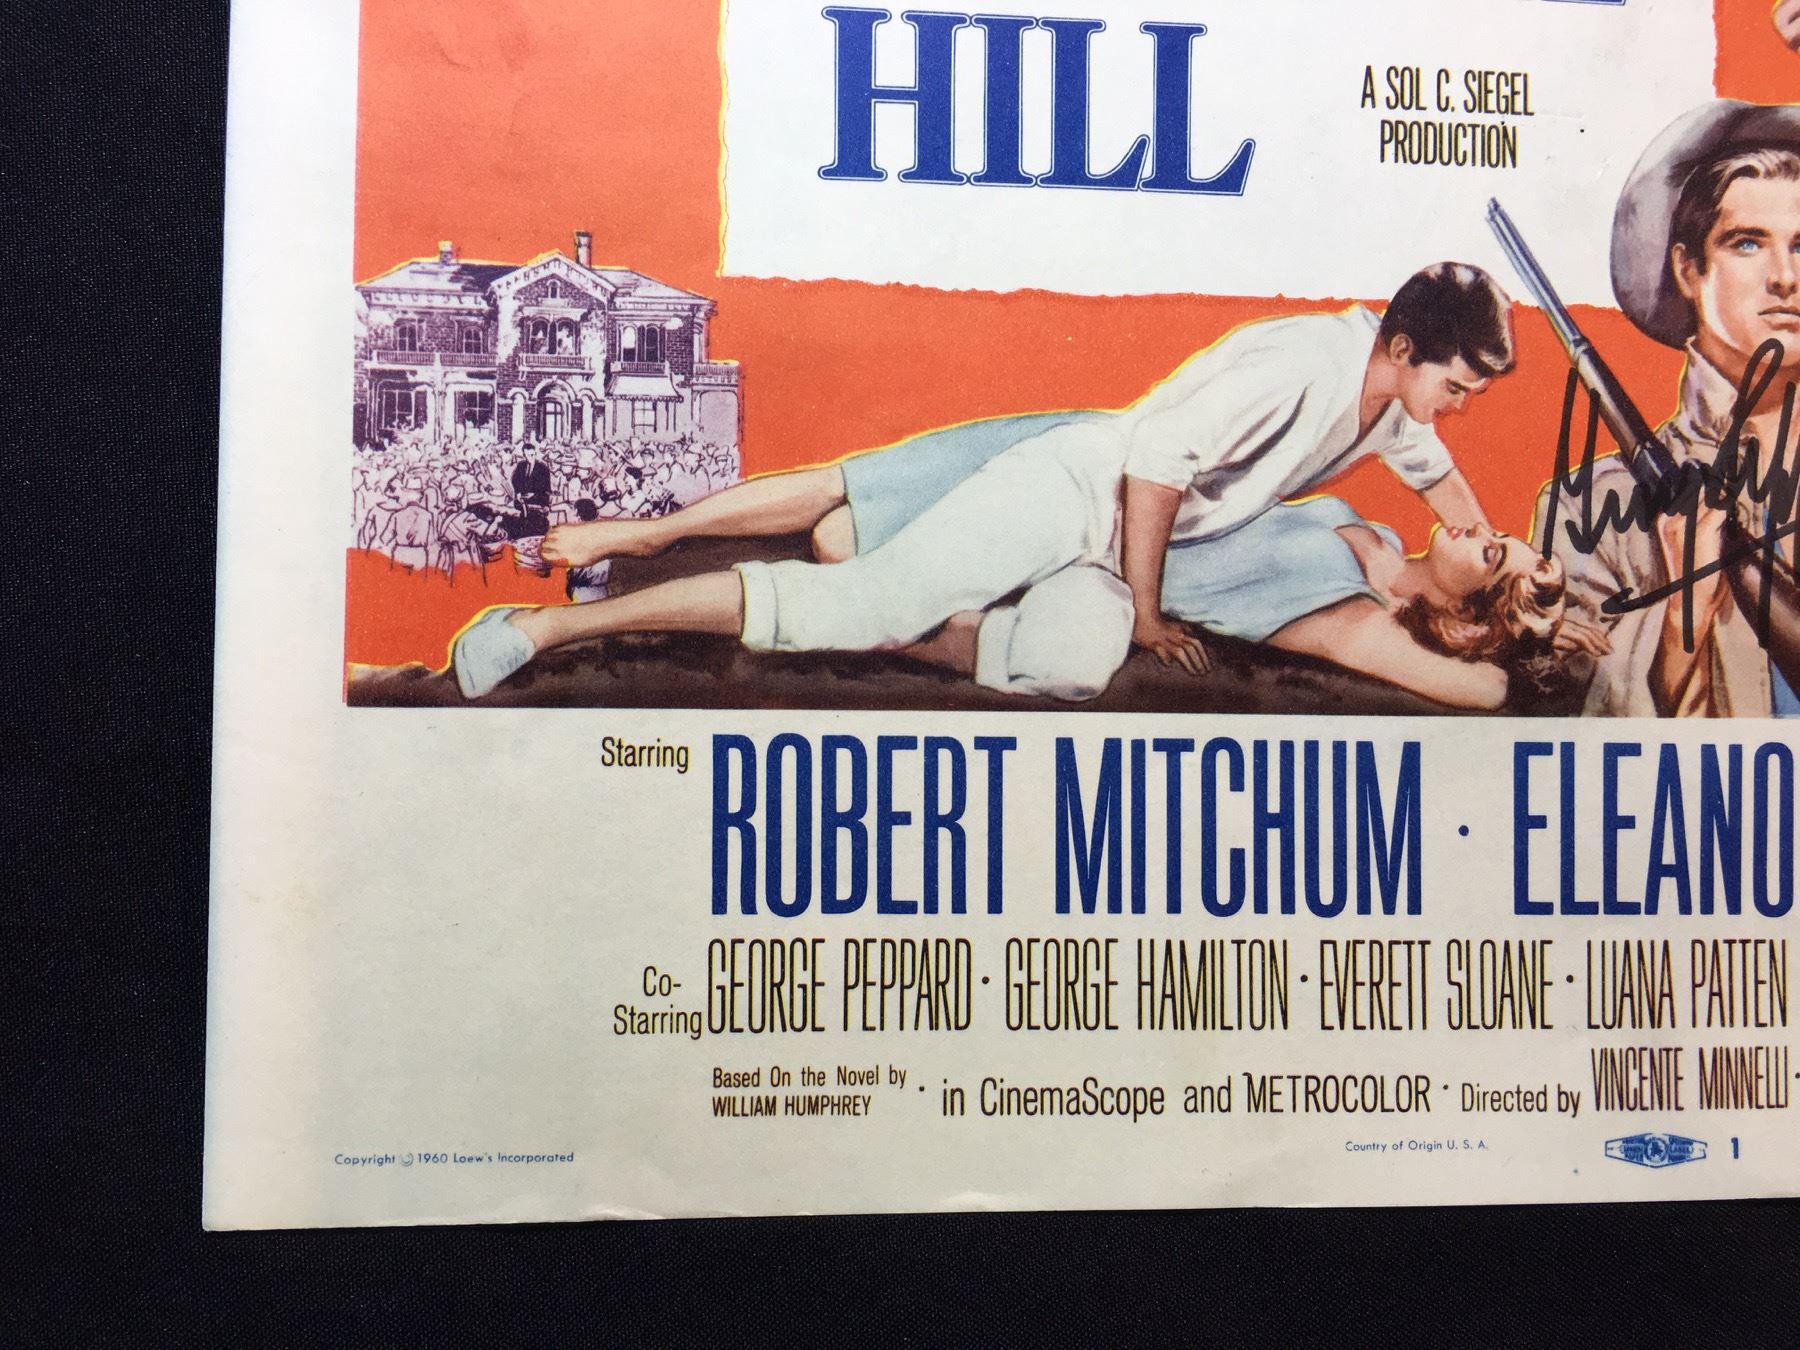 HILL
A SOL C. SIEGEL
PRODUCTION
Starring ROBERT MITCHUM · ELEANO
Co-
Starring GEORGE PEPPARD · GEORGE HAMILTON · EVERETT SLOANE · LUANA PATTEN
Based On the Novel by
WILLIAM HUMPHREY · in CinemaScope and METROCOLOR · Directed by VINCENTE MINNELLI ·
Copyright © 1960 Loew's Incorporated
Country of Origin U. S. A.
1